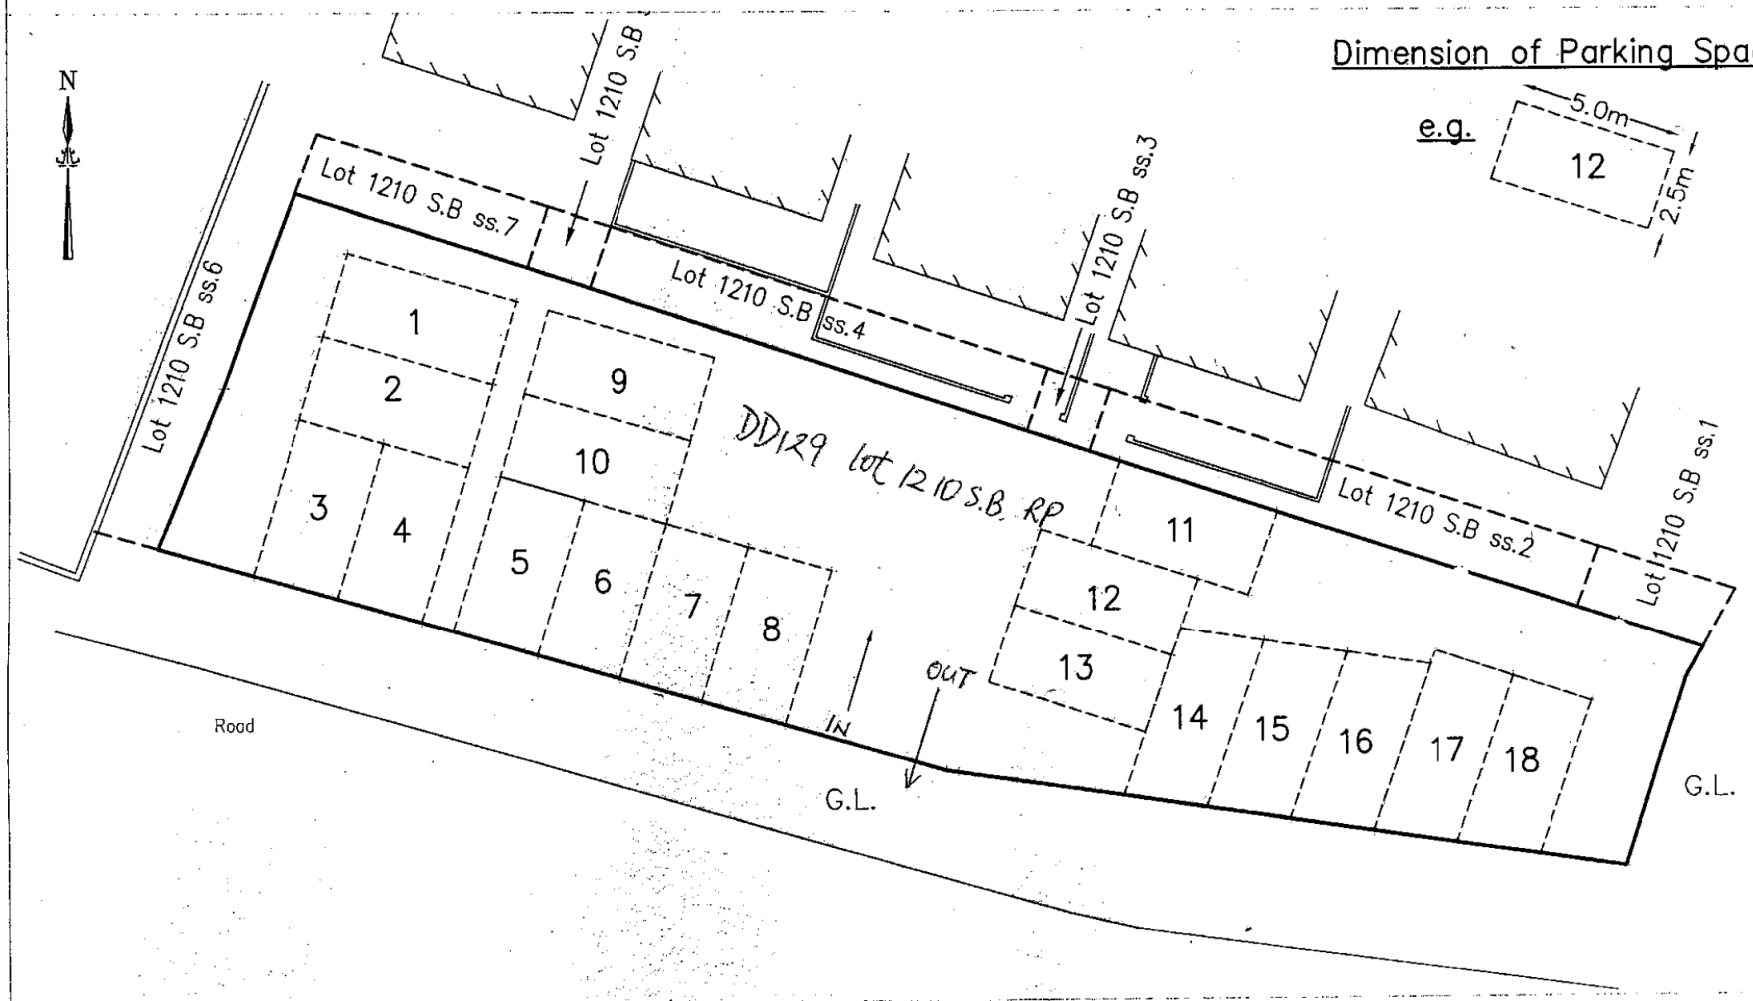 Dimension of Parking Spa
N
e.g.
5.0m
12
2.5m
Lot 1210 S.B
Lot 1210 S.B ss.3
Lot 1210 S.B ss.7
Lot 1210 S.B ss.4
Lot 1210 S.B ss.6
Lot 1210 S.B ss.2
Lot 1210 S.B ss.1
DD129 lot 1210 S.B. RP
1
2
3
4
9
10
5
6
7
8
11
12
13
14
15
16
17
18
IN
OUT
Road
G.L.
G.L.